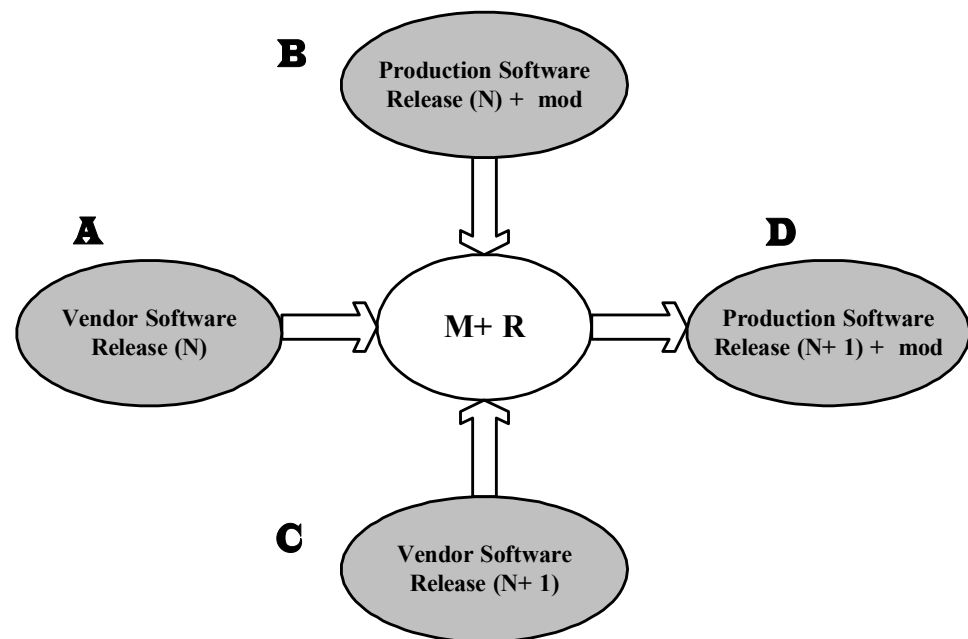 B
Production Software
Release (N) + mod
A
Vendor Software
Release (N)
M+ R
D
Production Software
Release (N+ 1) + mod
C
Vendor Software
Release (N+ 1)